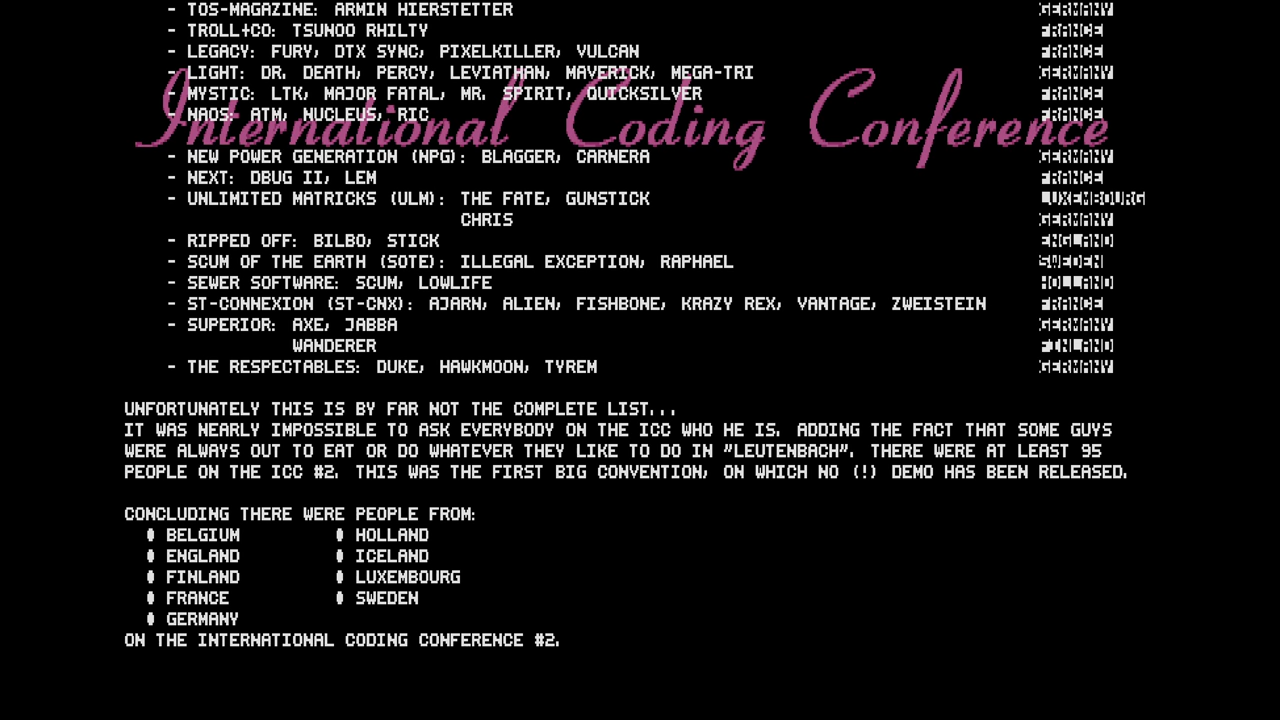 - TOS-MAGAZINE: ARMIN HIERSTETTER GERMANY
- TROLL+CO: TSUNOO RHILTY FRANCE
- LEGACY: FURY, DTX SYNC, PIXELKILLER, VULCAN FRANCE
- LIGHT: DR. DEATH, PERCY, LEVIATHAN, MAVERICK, MEGA-TRI GERMANY
- MYSTIC: LTK, MAJOR FATAL, MR. SPIRIT, QUICKSILVER FRANCE
- NAOS: ATM, NUCLEUS, RIC FRANCE
International Coding Conference
- NEW POWER GENERATION (NPG): BLAGGER, CARNERA GERMANY
- NEXT: DBUG II, LEM FRANCE
- UNLIMITED MATRICKS (ULM): THE FATE, GUNSTICK LUXEMBOURG
CHRIS GERMANY
- RIPPED OFF: BILBO, STICK ENGLAND
- SCUM OF THE EARTH (SOTE): ILLEGAL EXCEPTION, RAPHAEL SWEDEN
- SEWER SOFTWARE: SCUM, LOWLIFE HOLLAND
- ST-CONNEXION (ST-CNX): AJARN, ALIEN, FISHBONE, KRAZY REX, VANTAGE, ZWEISTEIN FRANCE
- SUPERIOR: AXE, JABBA GERMANY
WANDERER FINLAND
- THE RESPECTABLES: DUKE, HAWKMOON, TYREM GERMANY
UNFORTUNATELY THIS IS BY FAR NOT THE COMPLETE LIST...
IT WAS NEARLY IMPOSSIBLE TO ASK EVERYBODY ON THE ICC WHO HE IS. ADDING THE FACT THAT SOME GUYS
WERE ALWAYS OUT TO EAT OR DO WHATEVER THEY LIKE TO DO IN "LEUTENBACH". THERE WERE AT LEAST 95
PEOPLE ON THE ICC #2. THIS WAS THE FIRST BIG CONVENTION, ON WHICH NO (!) DEMO HAS BEEN RELEASED.
CONCLUDING THERE WERE PEOPLE FROM:
BELGIUM HOLLAND
ENGLAND ICELAND
FINLAND LUXEMBOURG
FRANCE SWEDEN
GERMANY
ON THE INTERNATIONAL CODING CONFERENCE #2.